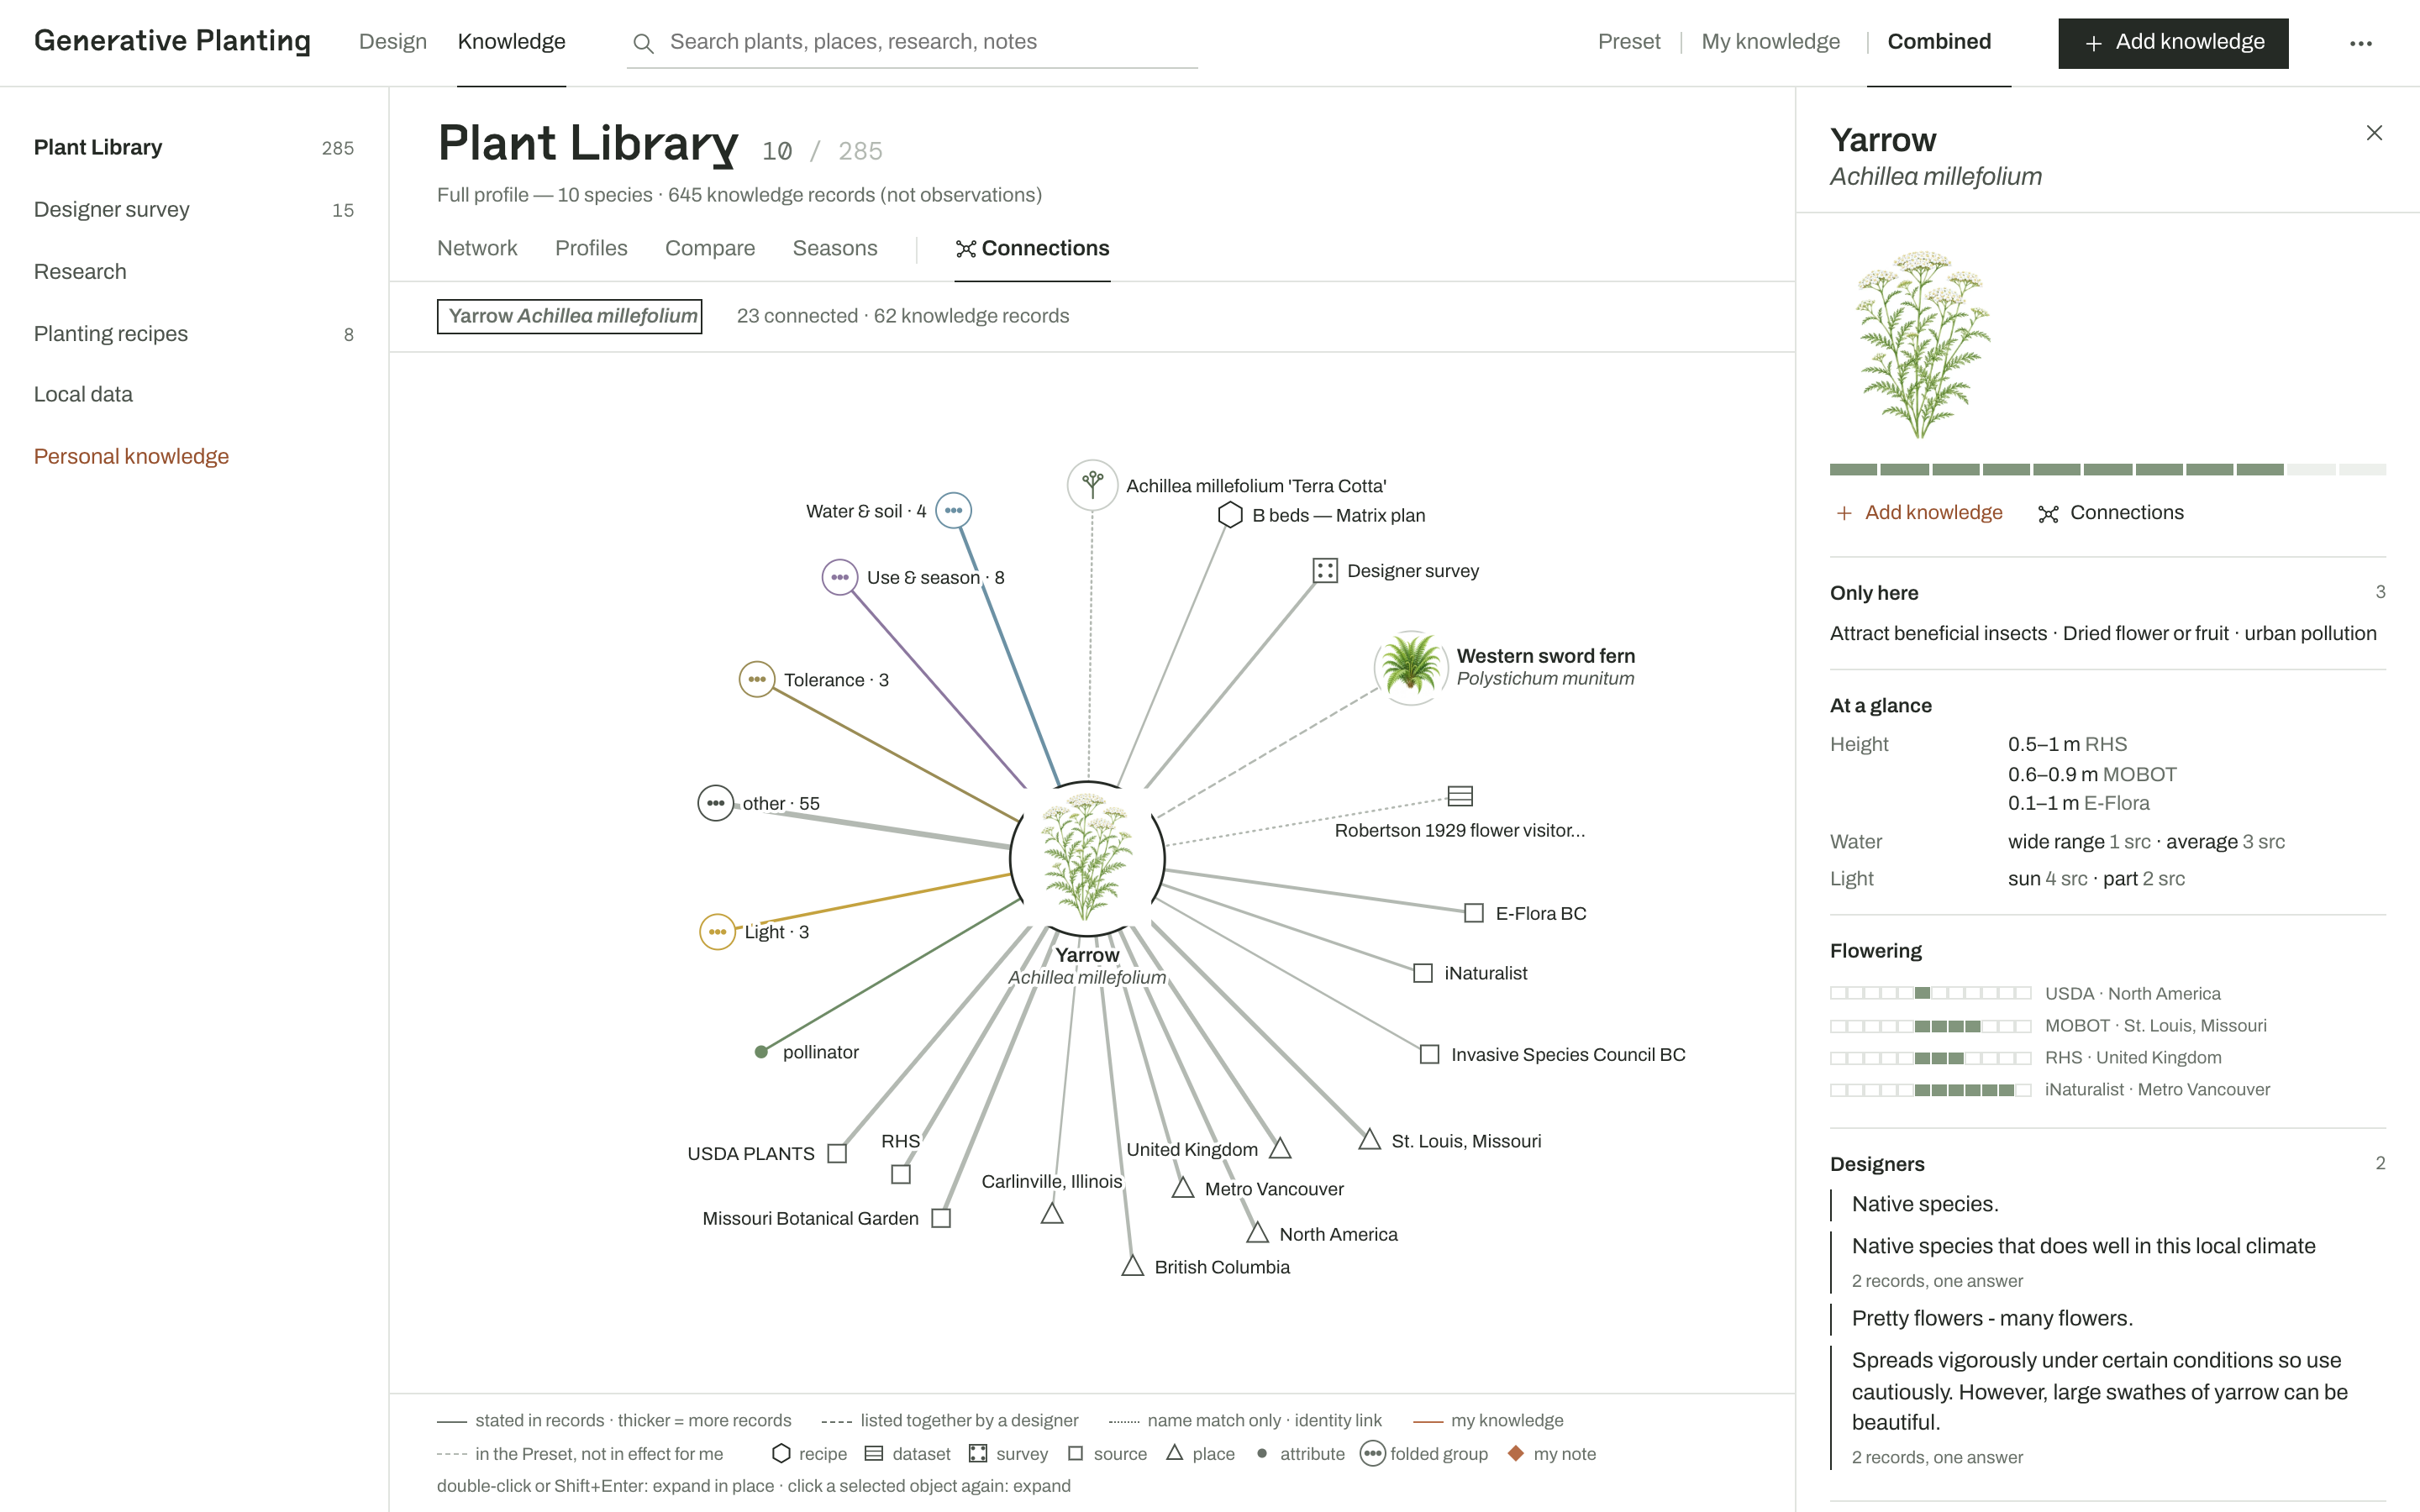 Generative Planting
Design
Knowledge
Search plants, places, research, notes
Preset
My knowledge
Combined
+ Add knowledge
Plant Library 285
Designer survey 15
Research
Planting recipes 8
Local data
Personal knowledge
Plant Library 10 / 285
Full profile — 10 species · 645 knowledge records (not observations)
Network
Profiles
Compare
Seasons
Connections
Yarrow Achillea millefolium
23 connected · 62 knowledge records
Achillea millefolium 'Terra Cotta'
Water & soil · 4
B beds — Matrix plan
Use & season · 8
Designer survey
Western sword fern
Polystichum munitum
Tolerance · 3
other · 55
Robertson 1929 flower visitor...
Light · 3
E-Flora BC
Yarrow
Achillea millefolium
iNaturalist
pollinator
Invasive Species Council BC
USDA PLANTS
RHS
United Kingdom
St. Louis, Missouri
Carlinville, Illinois
Metro Vancouver
Missouri Botanical Garden
North America
British Columbia
stated in records · thicker = more records
listed together by a designer
name match only · identity link
my knowledge
in the Preset, not in effect for me
recipe
dataset
survey
source
place
attribute
folded group
my note
double-click or Shift+Enter: expand in place · click a selected object again: expand
Yarrow
Achillea millefolium
+ Add knowledge
Connections
Only here 3
Attract beneficial insects · Dried flower or fruit · urban pollution
At a glance
Height 0.5–1 m RHS
0.6–0.9 m MOBOT
0.1–1 m E-Flora
Water wide range 1 src · average 3 src
Light sun 4 src · part 2 src
Flowering
USDA · North America
MOBOT · St. Louis, Missouri
RHS · United Kingdom
iNaturalist · Metro Vancouver
Designers 2
Native species.
Native species that does well in this local climate
2 records, one answer
Pretty flowers - many flowers.
Spreads vigorously under certain conditions so use
cautiously. However, large swathes of yarrow can be
beautiful.
2 records, one answer